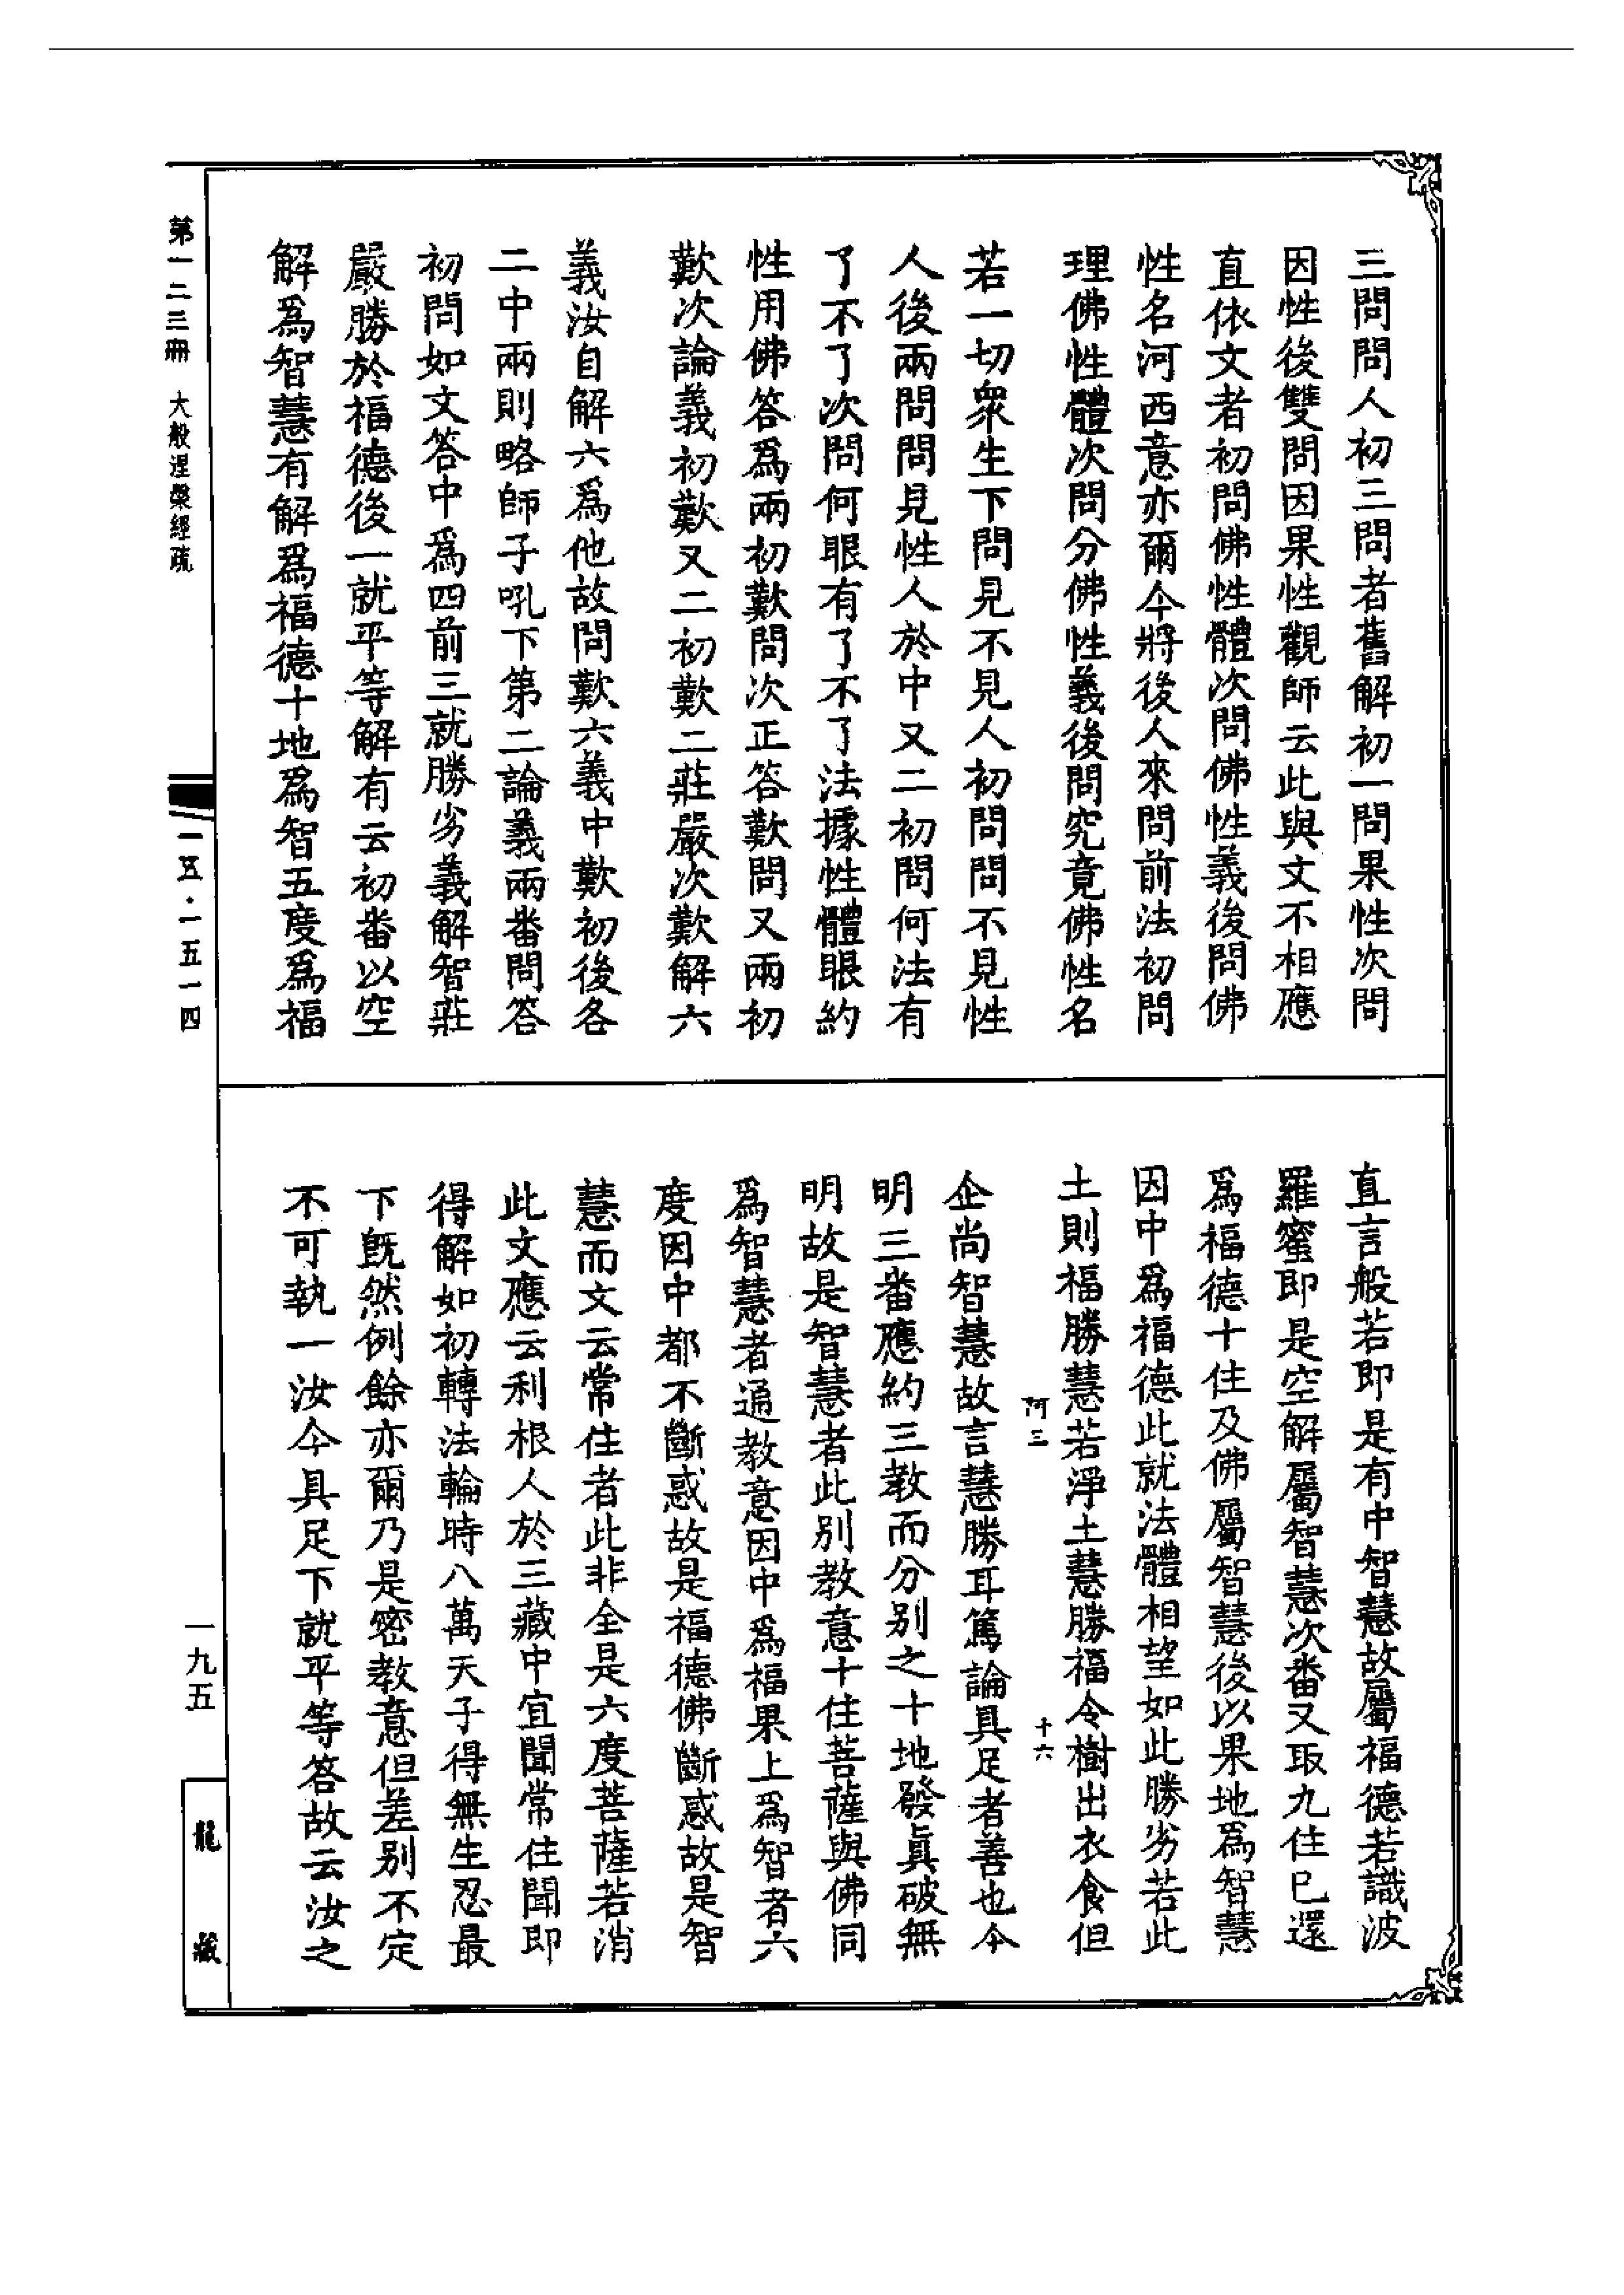 三問問人初三問者舊解初一問果性次問
因性後雙問因果性觀師云此與文不相應
直依文者初問佛性體次問佛性義後問佛
性名河西意亦爾今將後人來問前法初問
理佛性體次問分佛性義後問究竟佛性名
若一切衆生下問見不見人初問問不見性
人後兩問問見性人於中又二初問何法有
了不了次問何眼有了不了法據性體眼約
性用佛答爲兩初歎問次正答歎問又兩初
歎次論義初歎又二初歎二莊嚴次歎解六
義汝自解六爲他故問歎六義中歎初後各
二中兩則略師子吼下第二論義兩番問答
初問如文答中爲四前三就勝劣義解智莊
嚴勝於福德後一就平等解有云初番以空
解爲智慧有解爲福德十地爲智五度爲福
直言般若即是有中智慧故屬福德若識波
羅蜜即是空解屬智慧次番又取九住已還
爲福德十住及佛屬智慧後以果地爲智慧
因中爲福德此就法體相望如此勝劣若此
土則福勝慧若淨土慧勝福令樹出衣食但
阿三
十六
企尚智慧故言慧勝耳篤論具足者善也今
明三番應約三教而分别之十地發眞破無
明故是智慧者此别教意十住菩薩與佛同
爲智慧者通教意因中爲福果上爲智者六
度因中都不斷惑故是福德佛斷惑故是智
慧而文云常住者此非全是六度菩薩若消
此文應云利根人於三藏中宜聞常住聞即
得解如初轉法輪時八萬天子得無生忍最
下旣然例餘亦爾乃是密教意但差别不定
不可執一汝今具足下就平等答故云汝之
第一二三冊
大般涅槃經疏
一五·一五一四
一九五
龍藏